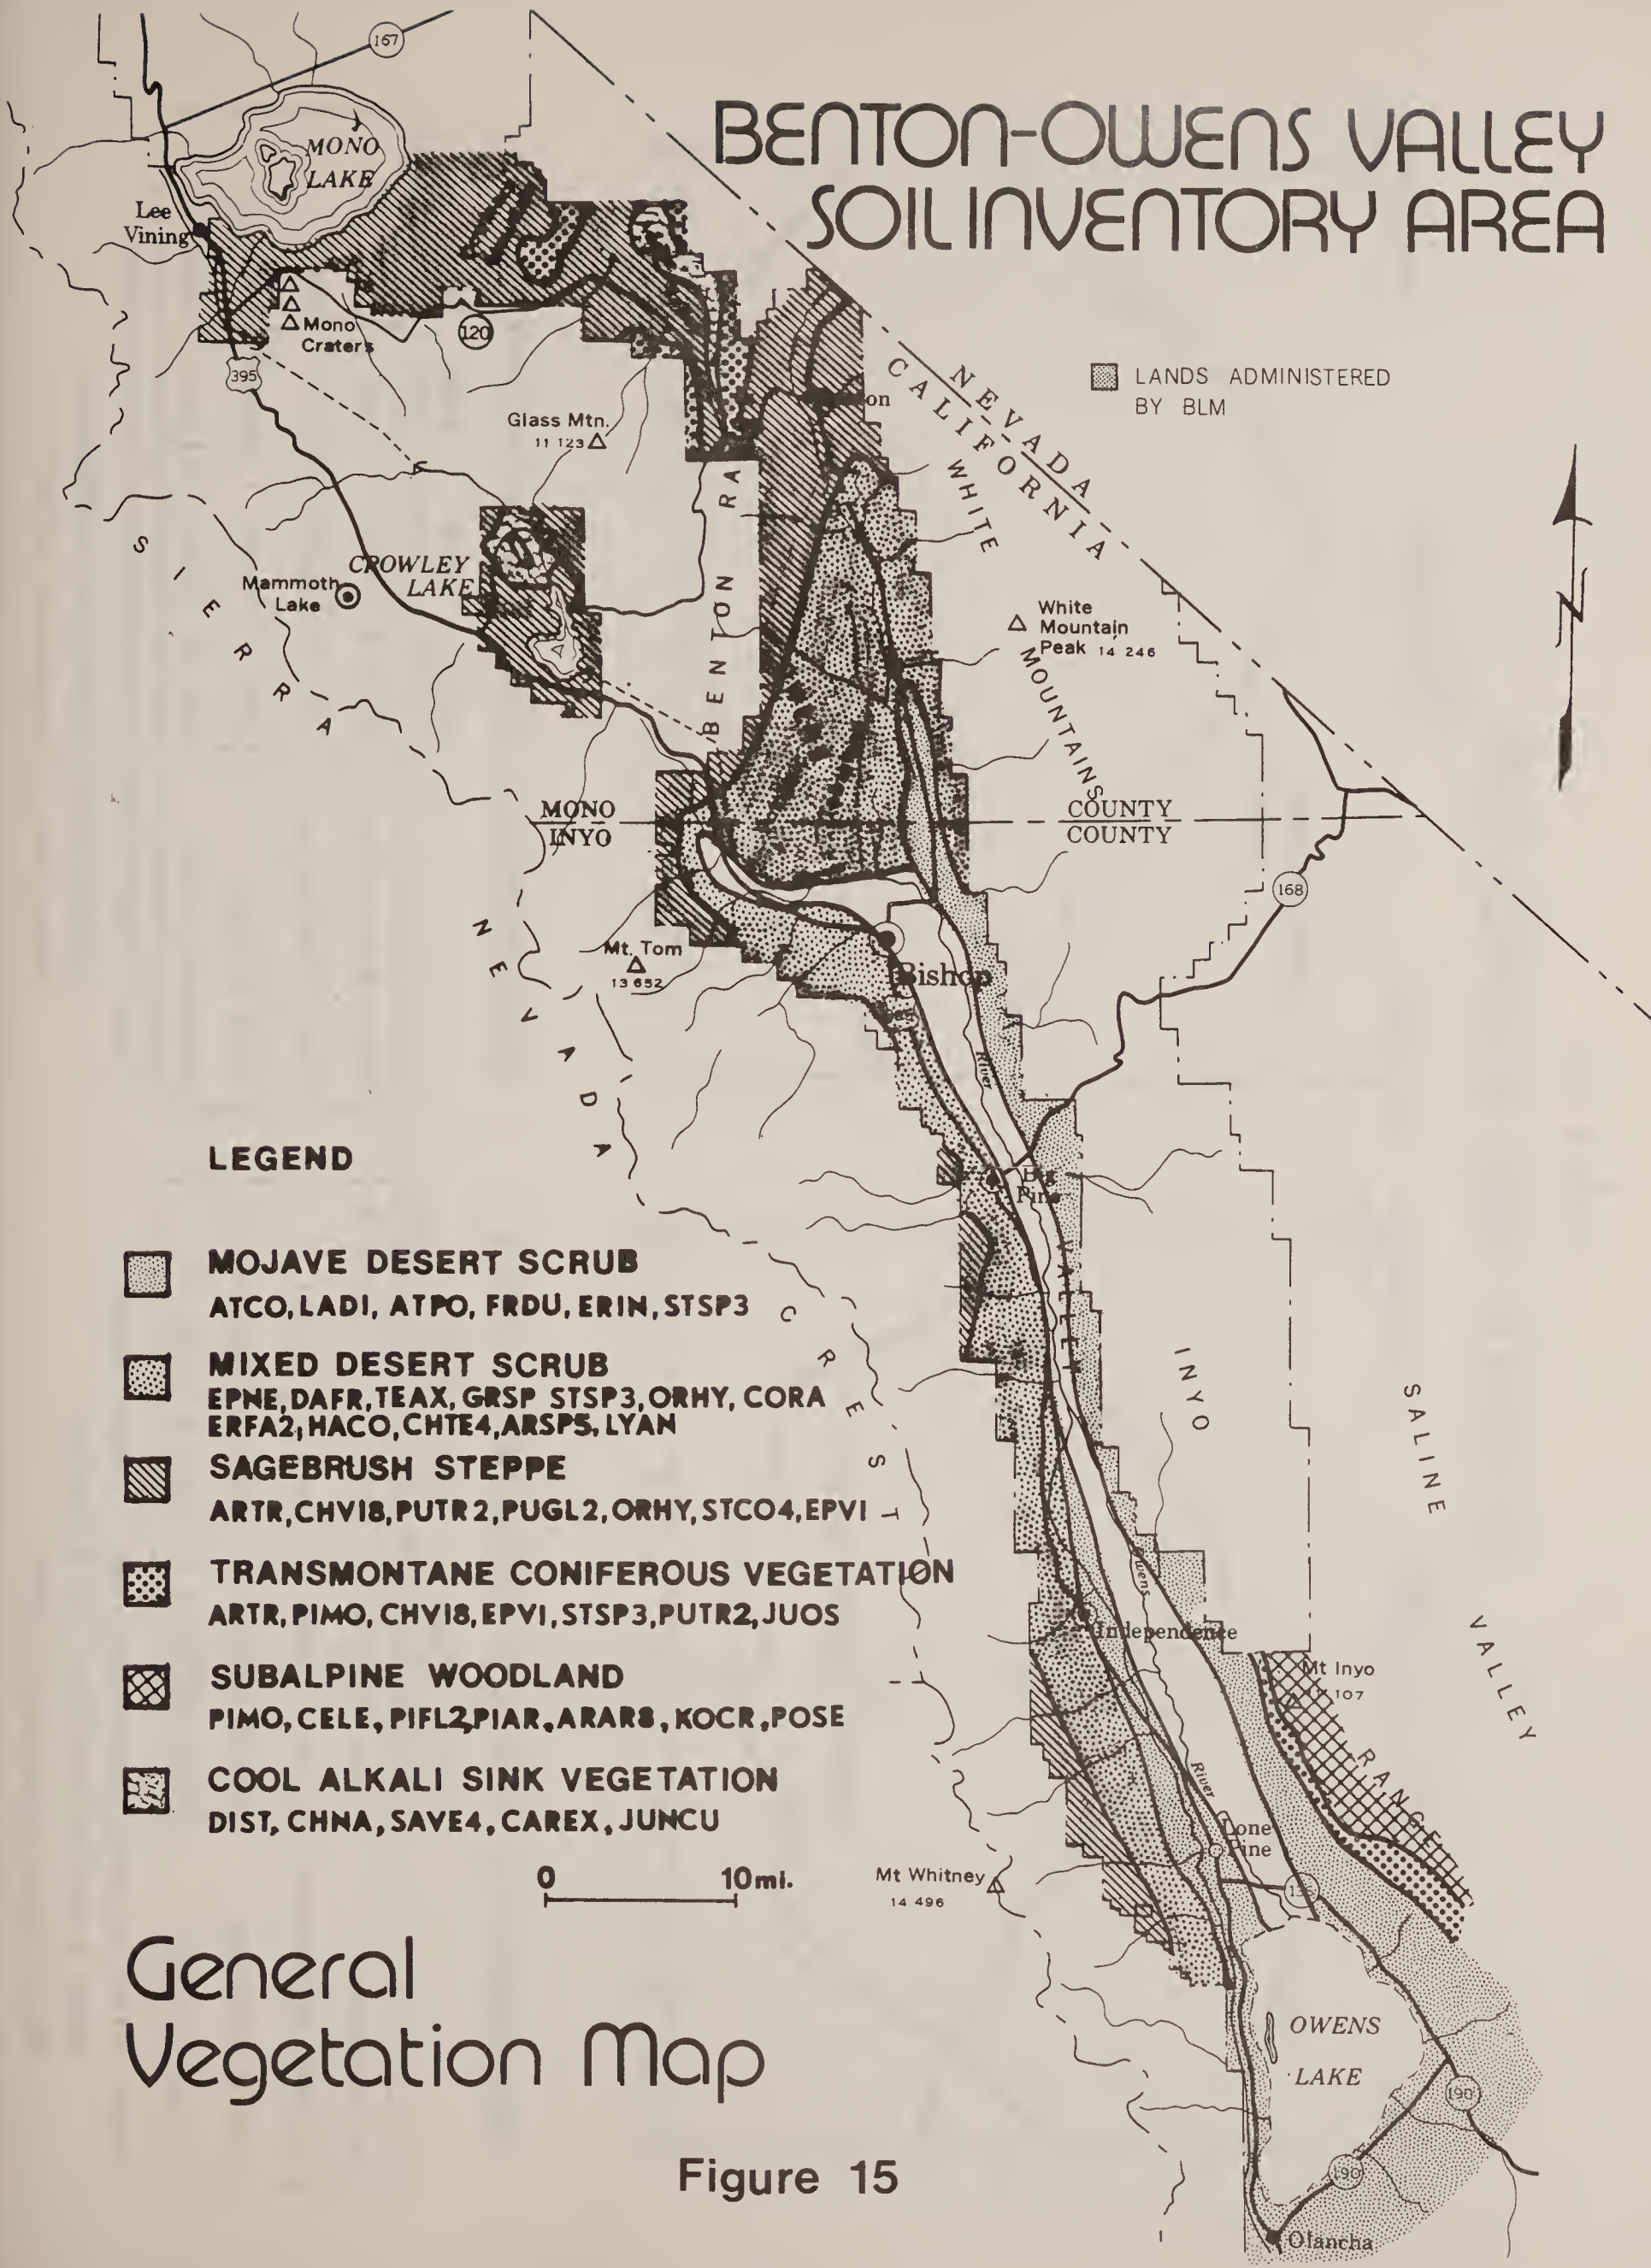 BENTON-OWENS VALLEY
SOIL INVENTORY AREA
167
MONO
LAKE
Lee
Vining
Mono
Craters
120
395
LANDS ADMINISTERED
BY BLM
NEVADA
CALIFORNIA
Glass Mtn.
11 123
WHITE
MOUNTAINS
BENTON RA
SIERRA
NEVADA
CREST
CROWLEY
LAKE
Mammoth
Lake
White
Mountain
Peak 14 246
MONO COUNTY
INYO COUNTY
168
Mt. Tom
13 652
Bishop
River
Big
Pine
VALLEY
INYO
RANGE
SALINE
VALLEY
Owens
Independence
Mt Inyo
107
River
Lone
Pine
Mt Whitney
14 496
OWENS
LAKE
190
190
Olancha
LEGEND
MOJAVE DESERT SCRUB
ATCO, LADI, ATPO, FRDU, ERIN, STSP3
MIXED DESERT SCRUB
EPNE, DAFR, TEAX, GRSP STSP3, ORHY, CORA
ERFA2, HACO, CHTE4, ARSP5, LYAN
SAGEBRUSH STEPPE
ARTR, CHVI8, PUTR2, PUGL2, ORHY, STCO4, EPVI
TRANSMONTANE CONIFEROUS VEGETATION
ARTR, PIMO, CHVI8, EPVI, STSP3, PUTR2, JUOS
SUBALPINE WOODLAND
PIMO, CELE, PIFL2, PIAR, ARAR8, KOCR, POSE
COOL ALKALI SINK VEGETATION
DIST, CHNA, SAVE4, CAREX, JUNCU
0 10mi.
General
Vegetation Map
Figure 15